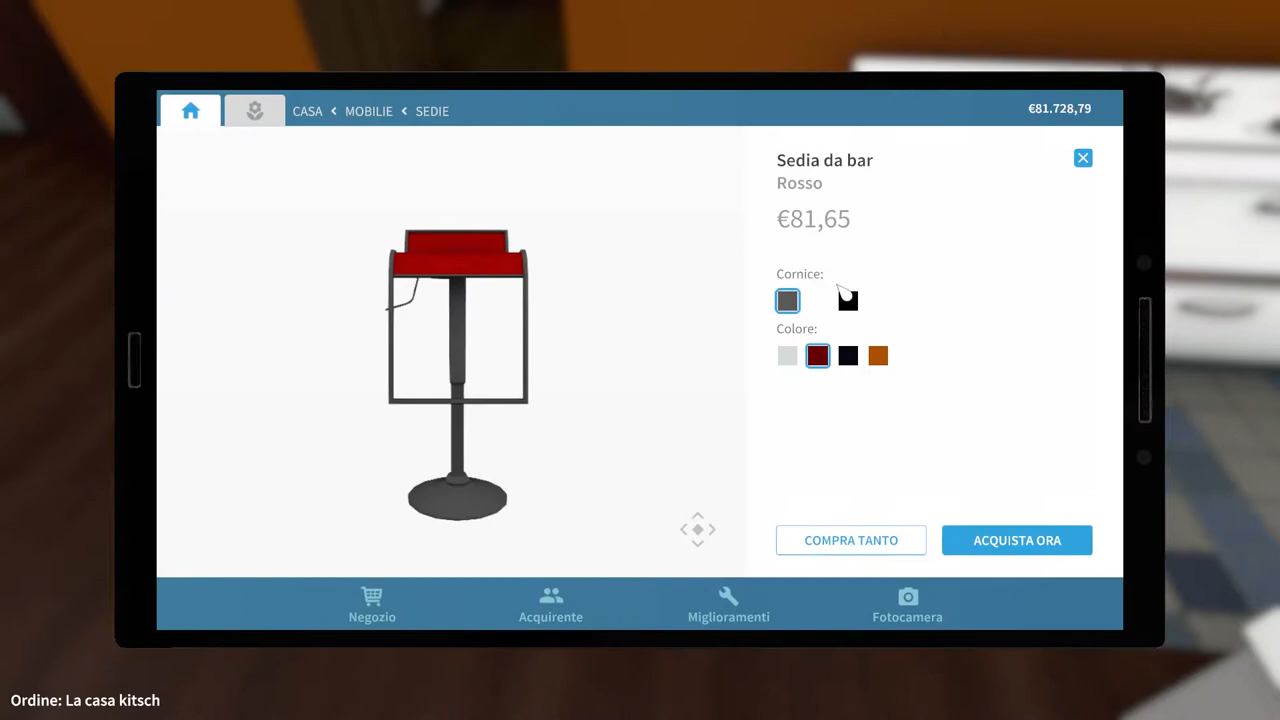 CASA < MOBILIE < SEDIE
€81.728,79
Sedia da bar
Rosso
€81,65
Cornice:
Colore:
COMPRA TANTO
ACQUISTA ORA
Negozio
Acquirente
Miglioramenti
Fotocamera
Ordine: La casa kitsch